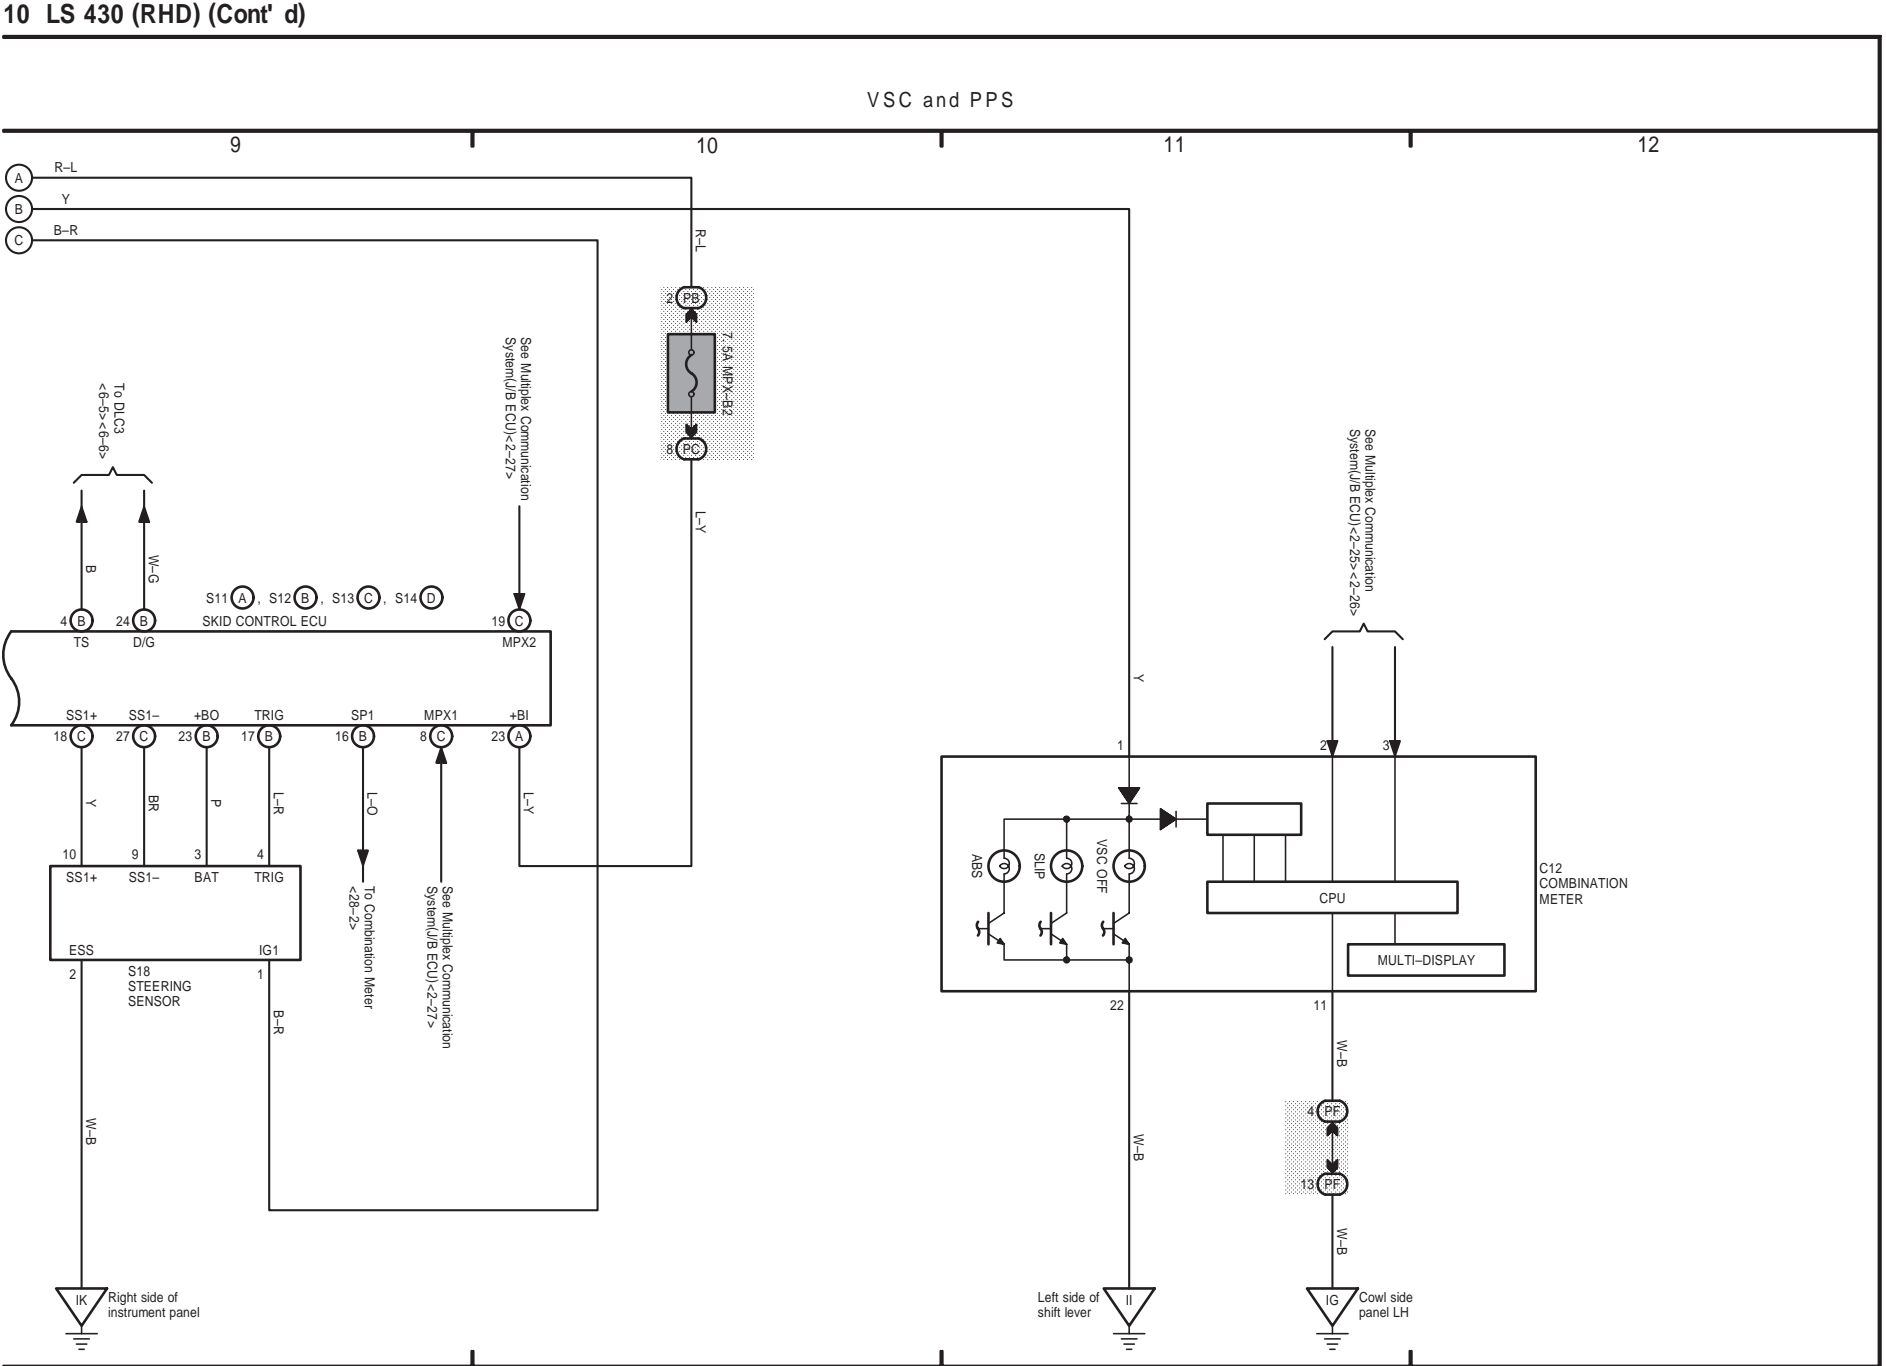 10 LS 430 (RHD) (Cont' d)
VSC and PPS
9
10
11
12
A
R–L
B
Y
C
B–R
R–L
2 PB
7. 5A MPX–B2
8 PC
L–Y
To DLC3
<6–5><6–6>
See Multiplex Communication
System(J/B ECU)<2–27>
See Multiplex Communication
System(J/B ECU)<2–25><2–26>
B
W–G
S11 A , S12 B , S13 C , S14 D
4 B
24 B
SKID CONTROL ECU
19 C
TS
D/G
MPX2
SS1+
SS1–
+BO
TRIG
SP1
MPX1
+BI
18 C
27 C
23 B
17 B
16 B
8 C
23 A
Y
BR
P
L–R
L–O
L–Y
10
9
3
4
SS1+
SS1–
BAT
TRIG
ESS
IG1
2
S18
STEERING
SENSOR
1
To Combination Meter
<28–2>
See Multiplex Communication
System(J/B ECU)<2–27>
B–R
W–B
IK
Right side of
instrument panel
Y
1
2
3
ABS
SLIP
VSC OFF
CPU
MULTI–DISPLAY
C12
COMBINATION
METER
22
11
W–B
W–B
4 PF
13 PF
W–B
Left side of
shift lever
II
IG
Cowl side
panel LH